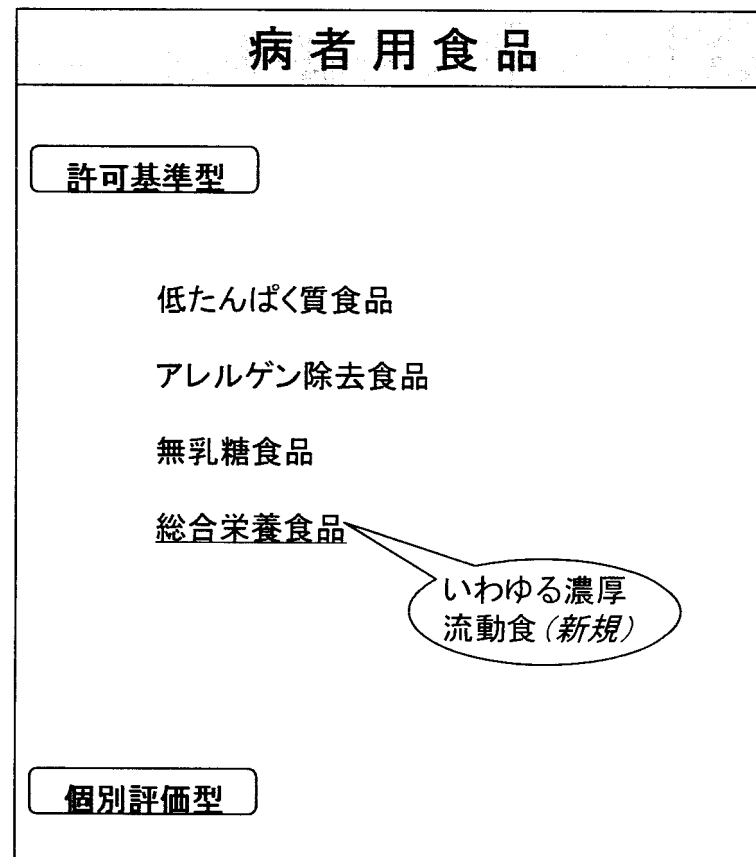 病者用食品
許可基準型
低たんぱく質食品
アレルゲン除去食品
無乳糖食品
総合栄養食品
いわゆる濃厚
流動食(新規)
個別評価型